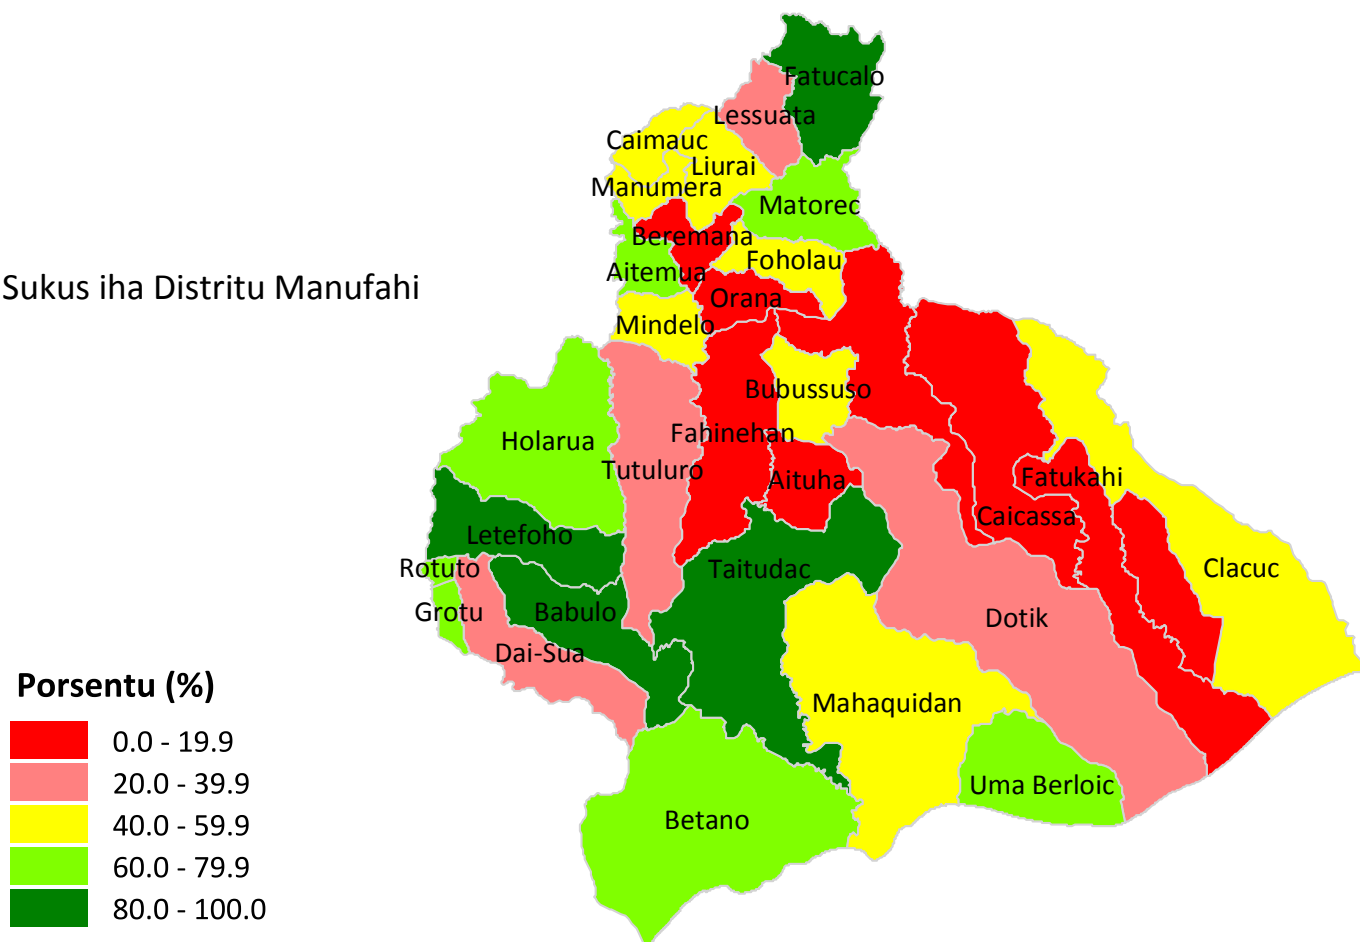 Fatucalo
Lessuata
Caimauc
Liurai
Manumera
Matorec
Beremana
Foholau
Aitemua
Sukus iha Distritu Manufahi
Orana
Mindelo
Bubussuso
Fahinehan
Holarua
Tutuluro
Aituha
Fatukahi
Caicassa
Letefoho
Rotuto
Taitudac
Clacuc
Grotu
Babulo
Dotik
Dai-Sua
Mahaquidan
Uma Berloic
Betano
Porsentu (%)
0.0 - 19.9
20.0 - 39.9
40.0 - 59.9
60.0 - 79.9
80.0 - 100.0